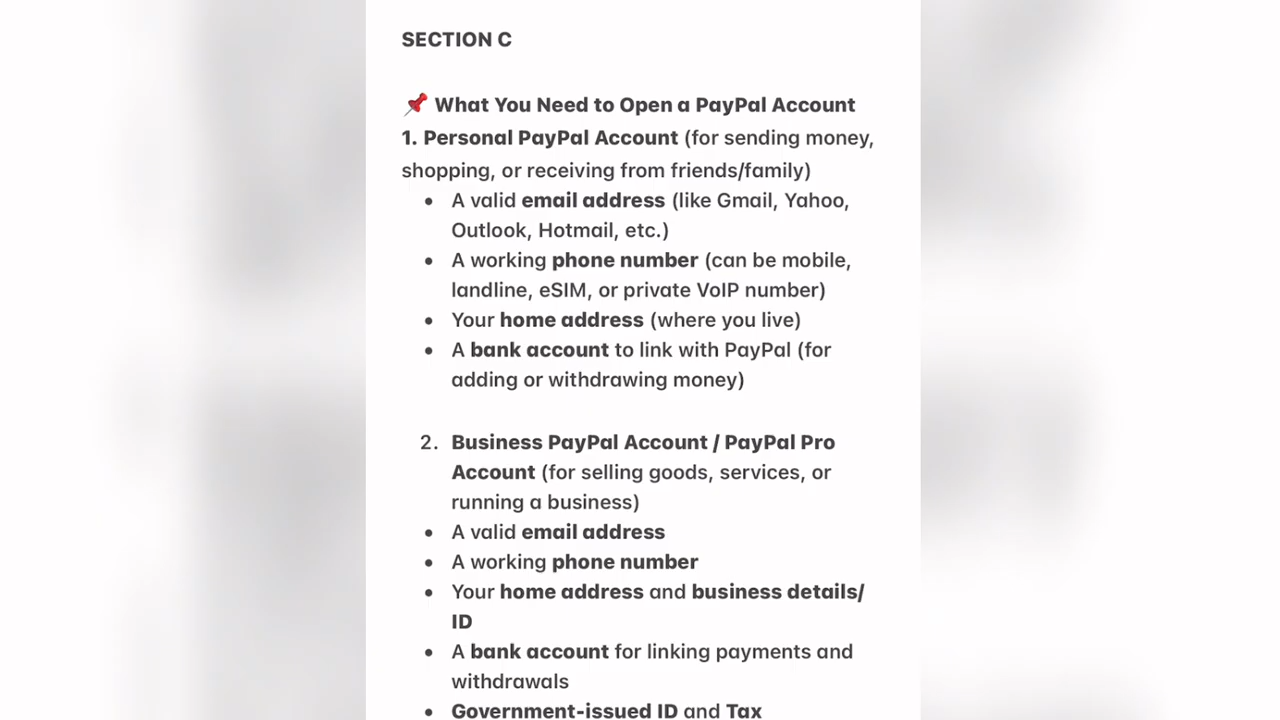 SECTION C
📌 What You Need to Open a PayPal Account
1. Personal PayPal Account (for sending money,
shopping, or receiving from friends/family)
• A valid email address (like Gmail, Yahoo,
Outlook, Hotmail, etc.)
• A working phone number (can be mobile,
landline, eSIM, or private VoIP number)
• Your home address (where you live)
• A bank account to link with PayPal (for
adding or withdrawing money)
2. Business PayPal Account / PayPal Pro
Account (for selling goods, services, or
running a business)
• A valid email address
• A working phone number
• Your home address and business details/
ID
• A bank account for linking payments and
withdrawals
• Government-issued ID and Tax